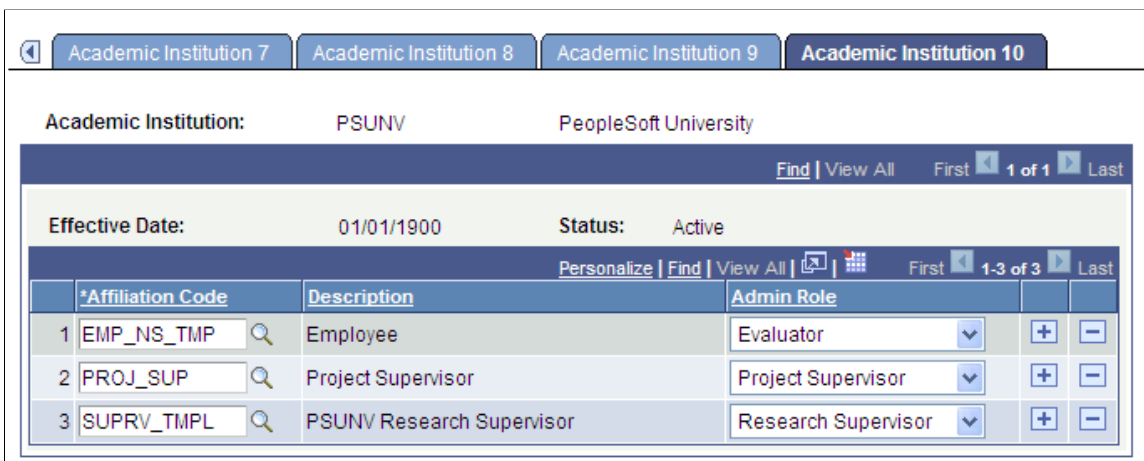 Academic Institution 7 Academic Institution 8 Academic Institution 9 Academic Institution 10
Academic Institution: PSUNV PeopleSoft University
Find | View All First 1 of 1 Last
Effective Date: 01/01/1900 Status: Active
Personalize | Find | View All | | First 1-3 of 3 Last
*Affiliation Code Description Admin Role
1 EMP_NS_TMP Employee Evaluator
2 PROJ_SUP Project Supervisor Project Supervisor
3 SUPRV_TMPL PSUNV Research Supervisor Research Supervisor